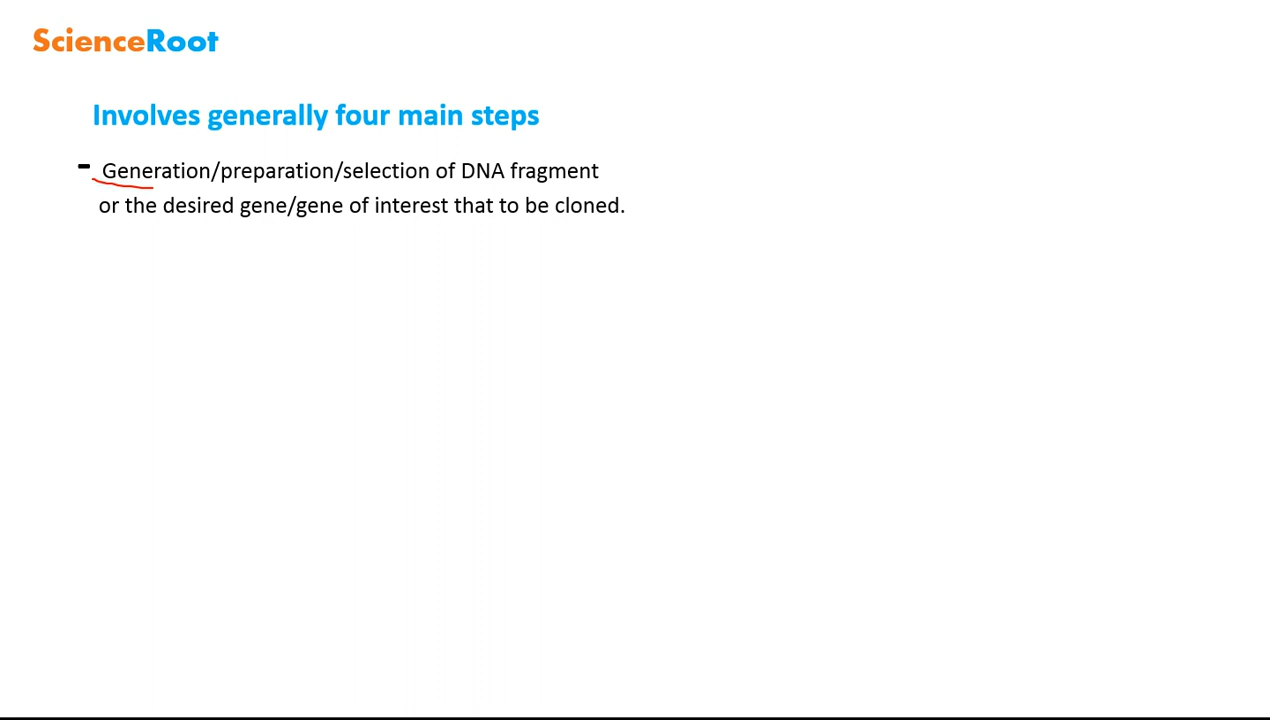 ScienceRoot
Involves generally four main steps
- Generation/preparation/selection of DNA fragment
or the desired gene/gene of interest that to be cloned.